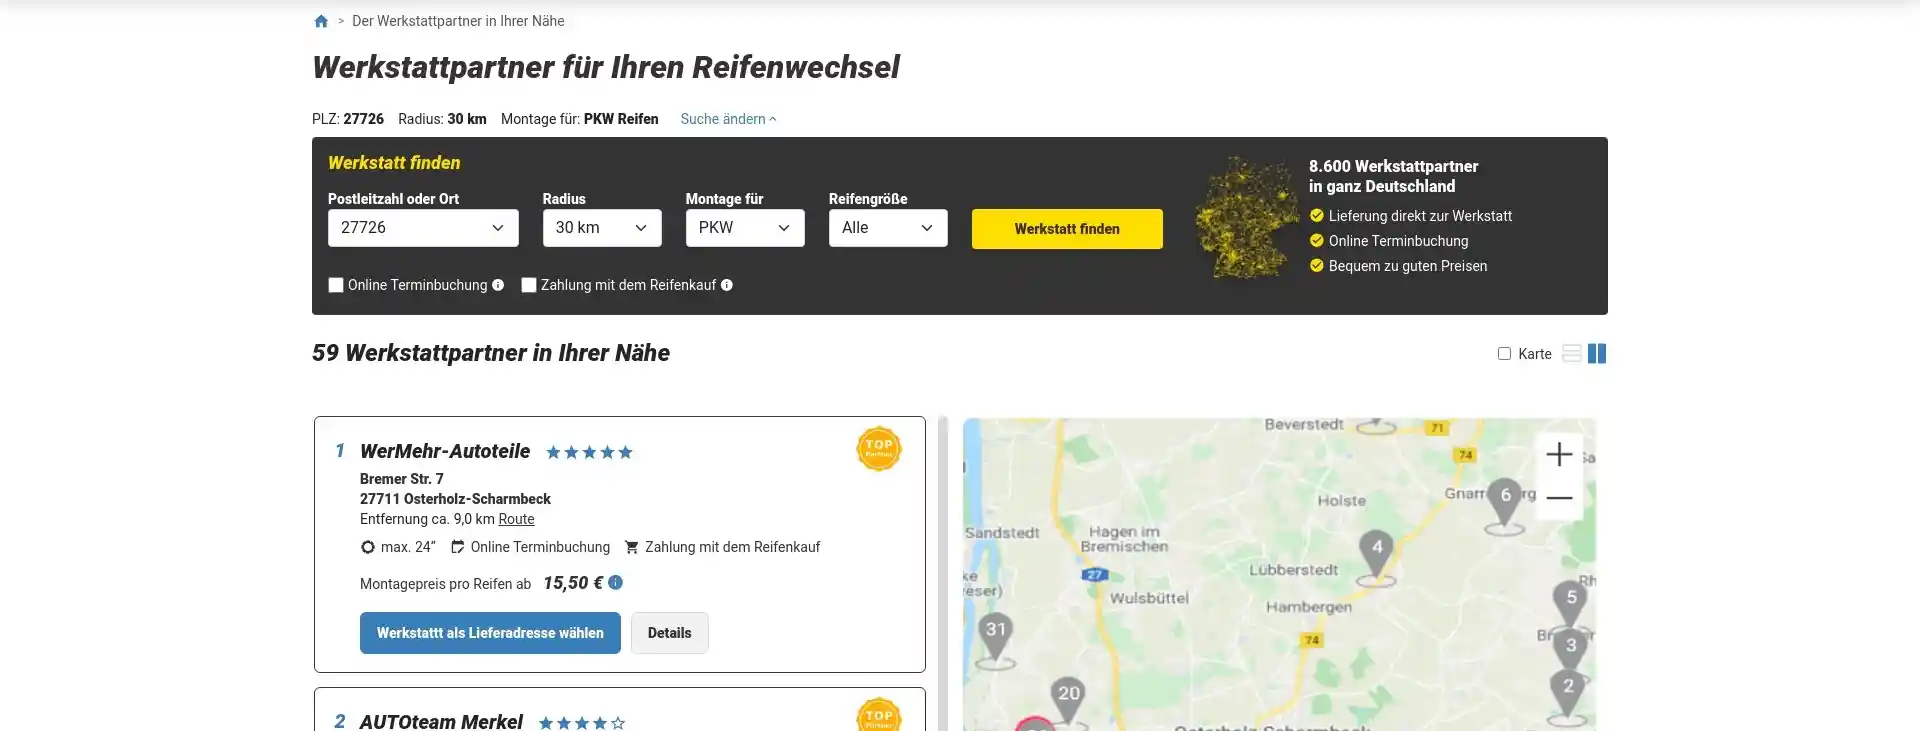 > Der Werkstattpartner in Ihrer Nähe
Werkstattpartner für Ihren Reifenwechsel
PLZ: 27726 Radius: 30 km Montage für: PKW Reifen Suche ändern
Werkstatt finden
Postleitzahl oder Ort Radius Montage für Reifengröße
27726 30 km PKW Alle Werkstatt finden
Online Terminbuchung Zahlung mit dem Reifenkauf
8.600 Werkstattpartner
in ganz Deutschland
Lieferung direkt zur Werkstatt
Online Terminbuchung
Bequem zu guten Preisen
59 Werkstattpartner in Ihrer Nähe
Karte
1 WerMehr-Autoteile
TOP
Partner
Bremer Str. 7
27711 Osterholz-Scharmbeck
Entfernung ca. 9,0 km Route
max. 24" Online Terminbuchung Zahlung mit dem Reifenkauf
Montagepreis pro Reifen ab 15,50 €
Werkstattt als Lieferadresse wählen Details
2 AUTOteam Merkel
TOP
Partner
Beverstedt
71
74
Holste
6
Sandstedt
Hagen im
Bremischen
4
27
Lübberstedt
Wulsbüttel
Hambergen
5
31
74
3
20
2
Osterholz-Scharmbeck